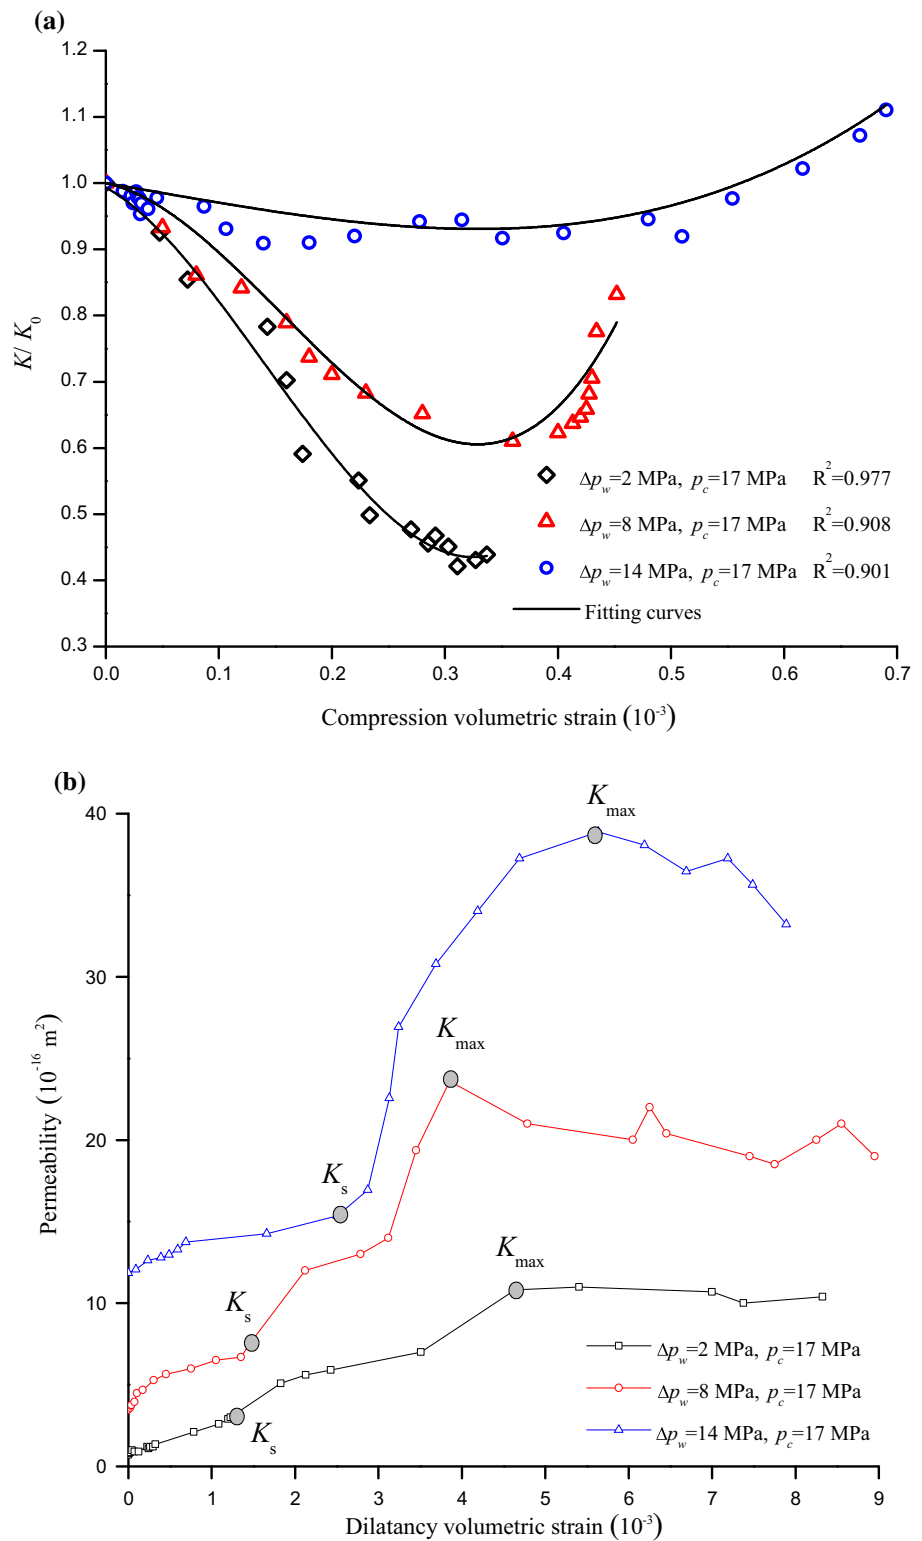 (a)
1.2
1.1
1.0
0.9
0.8
0.7
0.6
0.5
0.4
0.3
K/ K0
Δpw=2 MPa, pc=17 MPa R²=0.977
Δpw=8 MPa, pc=17 MPa R²=0.908
Δpw=14 MPa, pc=17 MPa R²=0.901
Fitting curves
0.0 0.1 0.2 0.3 0.4 0.5 0.6 0.7
Compression volumetric strain (10⁻³)
(b)
40
30
20
10
0
Permeability (10⁻¹⁶ m²)
Kmax
Kmax
Ks
Kmax
Ks
Ks
Δpw=2 MPa, pc=17 MPa
Δpw=8 MPa, pc=17 MPa
Δpw=14 MPa, pc=17 MPa
0 1 2 3 4 5 6 7 8 9
Dilatancy volumetric strain (10⁻³)